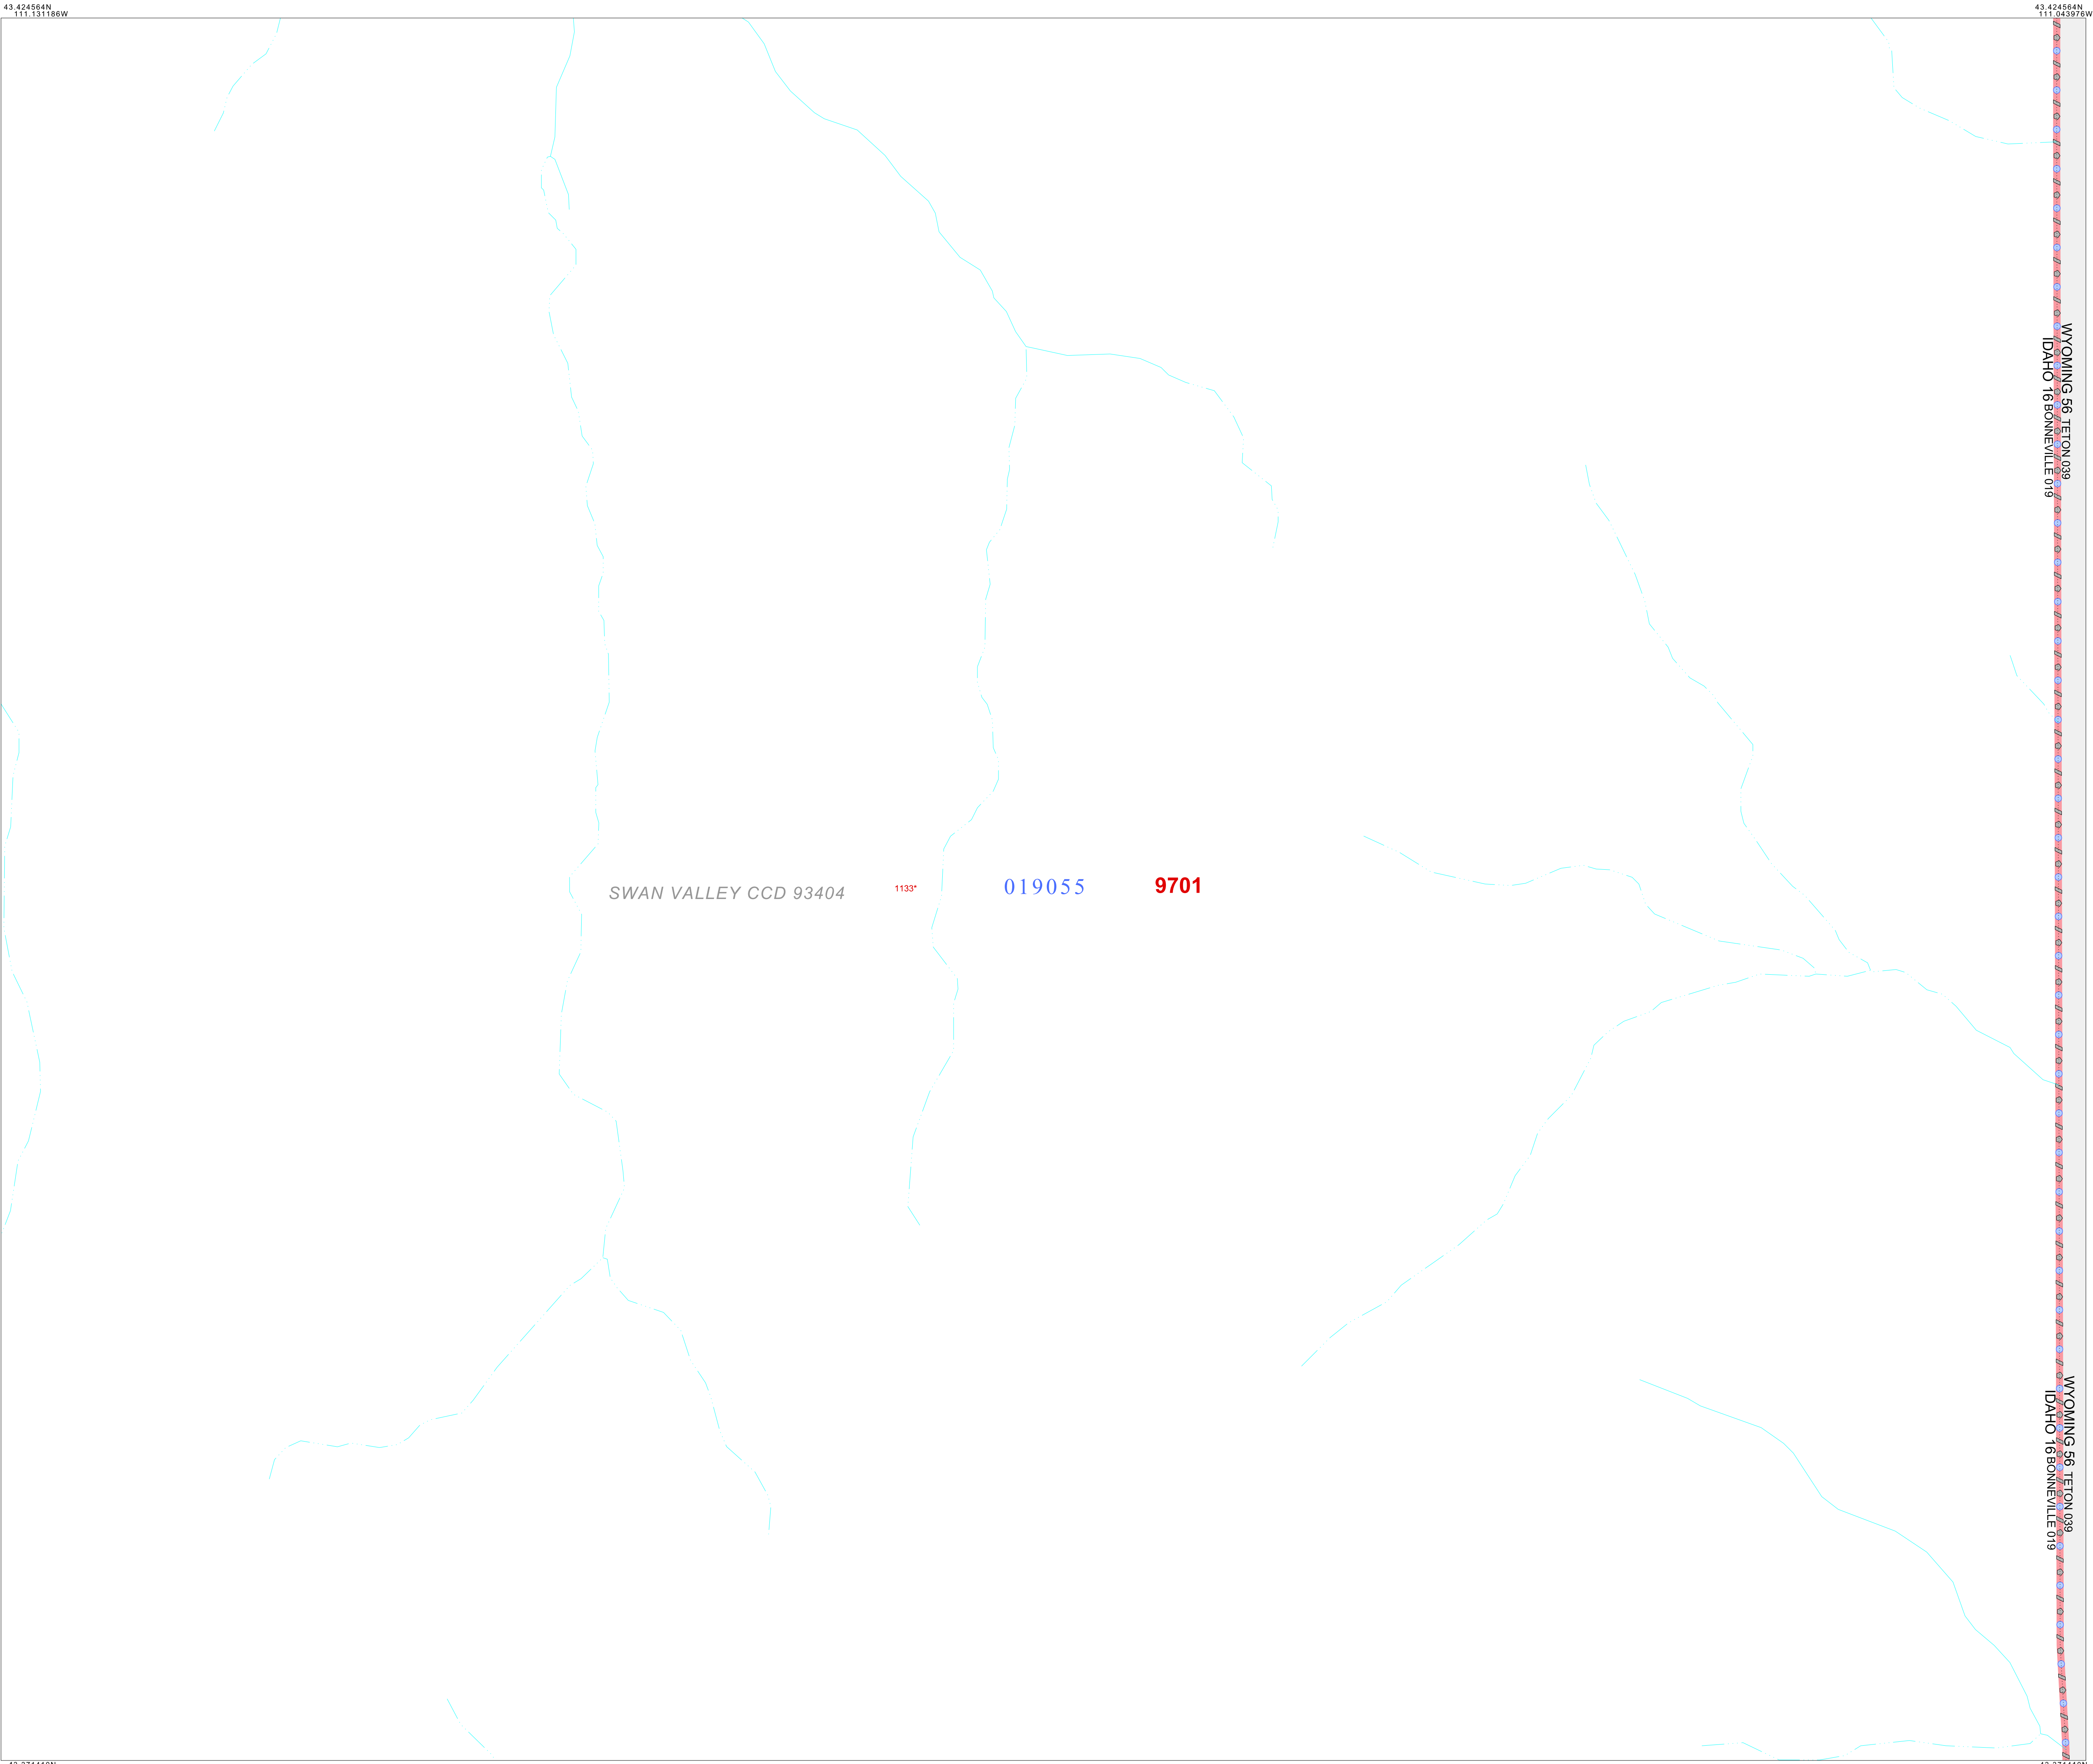 43.424564N
111.131186W
43.424564N
111.043976W
WYOMING 56 TETON 039
IDAHO 16 BONNEVILLE 019
SWAN VALLEY CCD 93404
1133*
019055
9701
WYOMING 56 TETON 039
IDAHO 16 BONNEVILLE 019